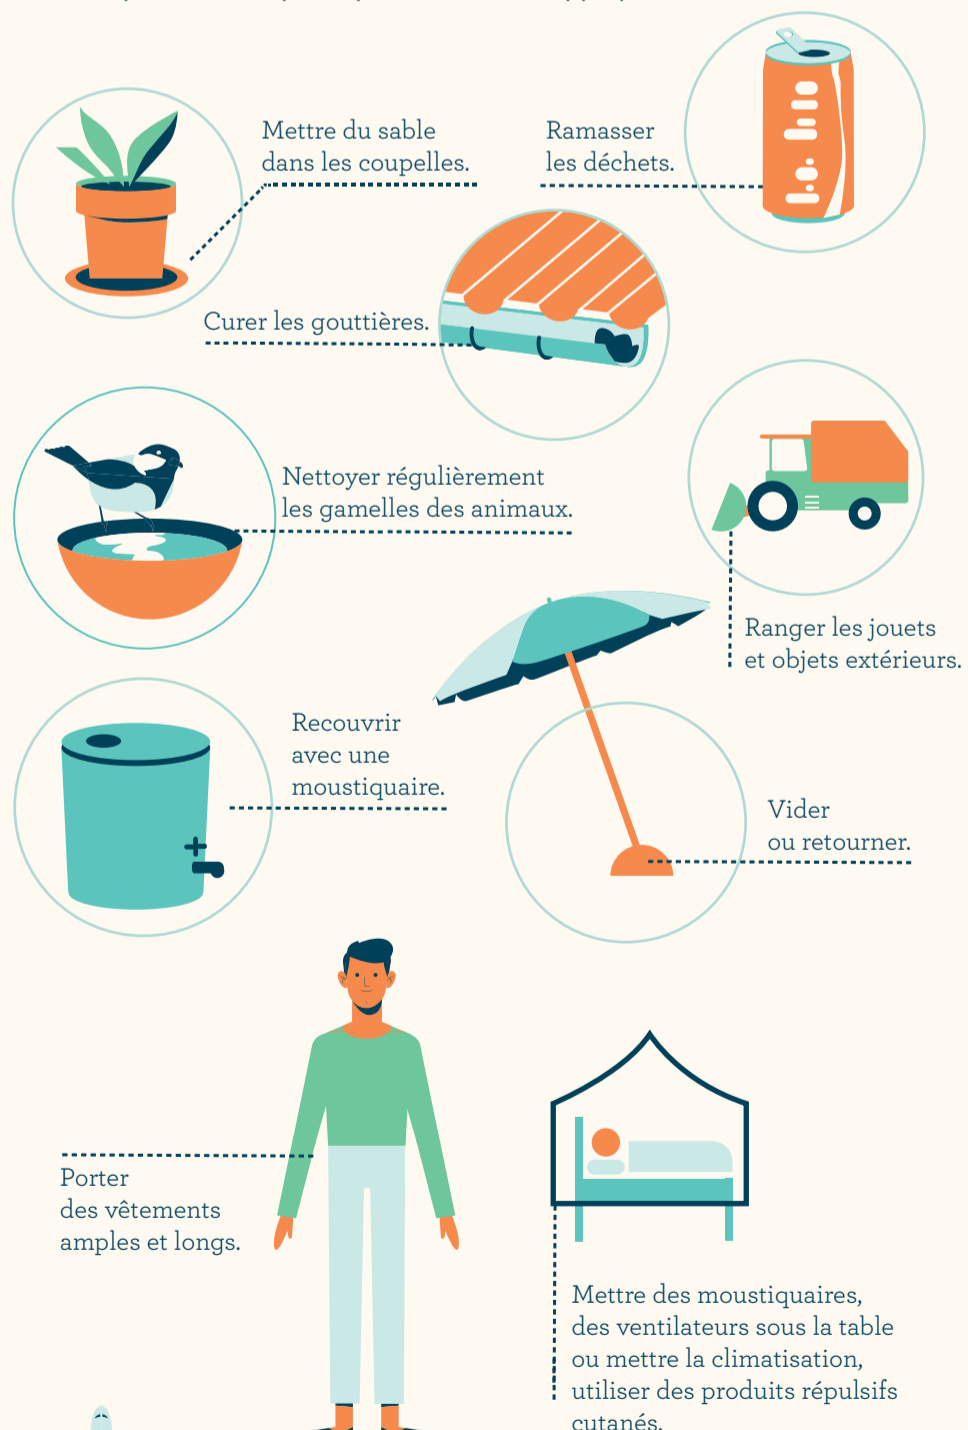 Mettre du sable
dans les coupelles.
Ramasser
les déchets.
Curer les gouttières.
Nettoyer régulièrement
les gamelles des animaux.
Ranger les jouets
et objets extérieurs.
Recouvrir
avec une
moustiquaire.
Vider
ou retourner.
Porter
des vêtements
amples et longs.
Mettre des moustiquaires,
des ventilateurs sous la table
ou mettre la climatisation,
utiliser des produits répulsifs
cutanés.